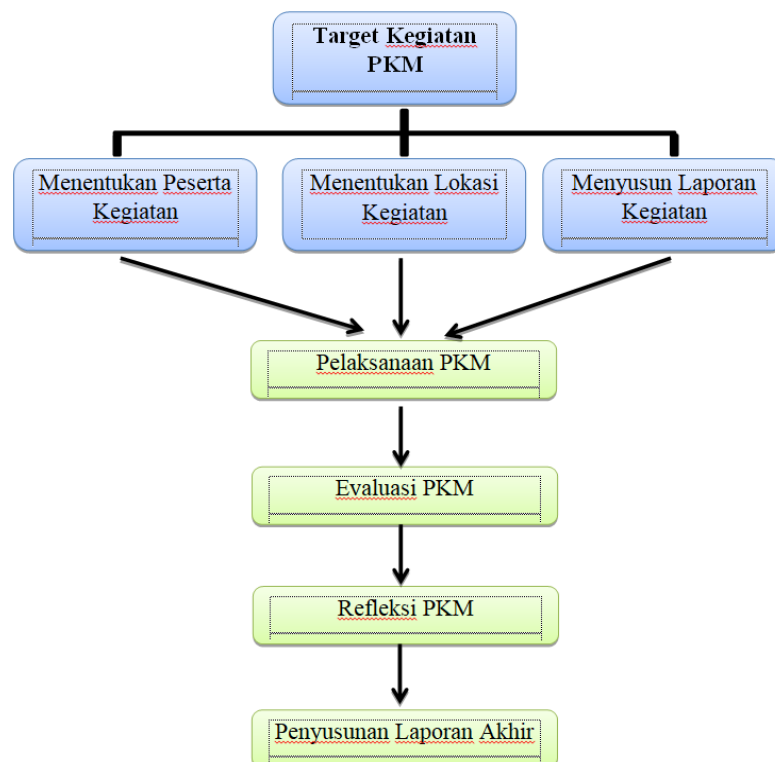 Target Kegiatan
PKM
Menentukan Peserta
Kegiatan
Menentukan Lokasi
Kegiatan
Menyusun Laporan
Kegiatan
Pelaksanaan PKM
Evaluasi PKM
Refleksi PKM
Penyusunan Laporan Akhir